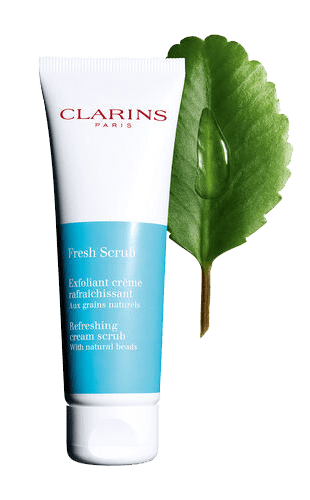 CLARINS
PARIS
Fresh Scrub
Exfoliant crème
rafraîchissant
Aux grains naturels
Refreshing
cream scrub
With natural beads